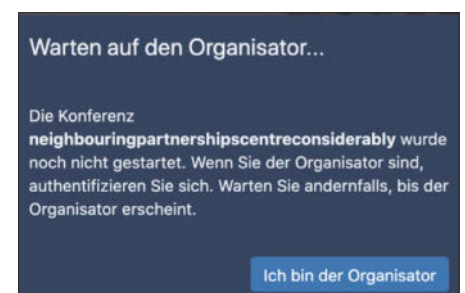 Warten auf den Organisator...
Die Konferenz
neighbouringpartnershipscentreconsiderably wurde
noch nicht gestartet. Wenn Sie der Organisator sind,
authentifizieren Sie sich. Warten Sie andernfalls, bis der
Organisator erscheint.
Ich bin der Organisator